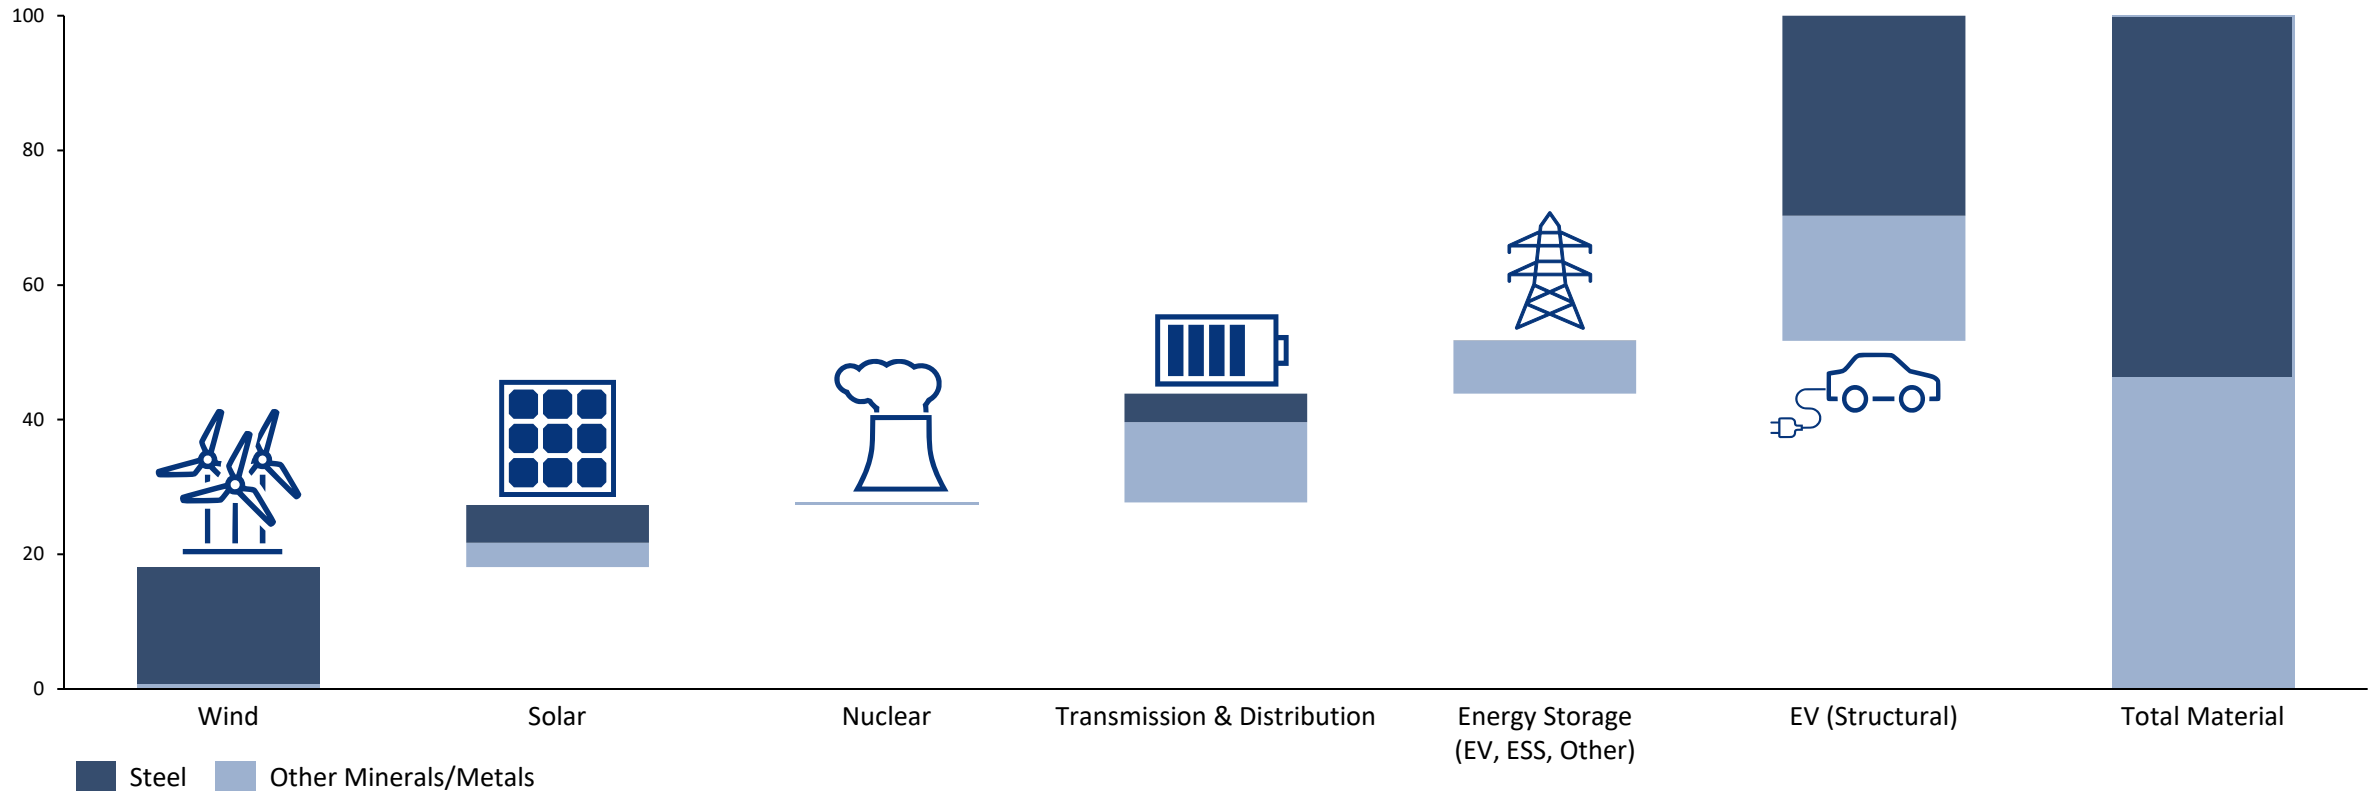 100
80
60
40
20
0
Wind
Solar
Nuclear
Transmission & Distribution
Energy Storage
(EV, ESS, Other)
EV (Structural)
Total Material
Steel
Other Minerals/Metals